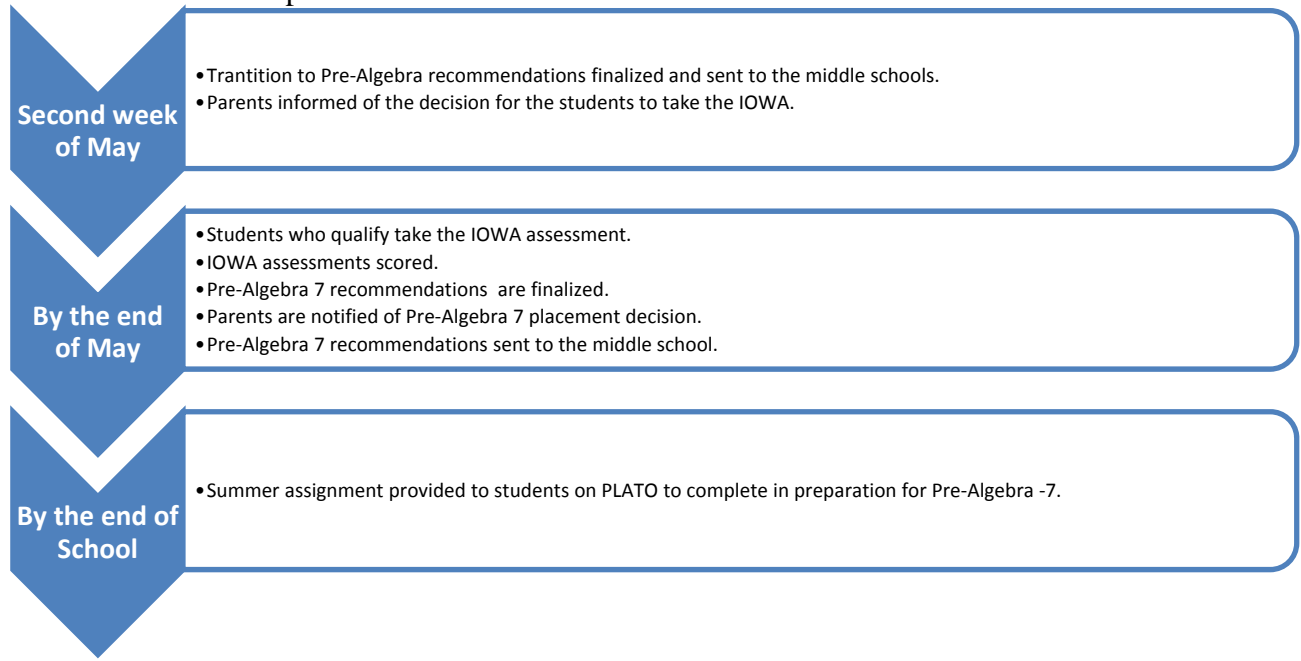 Second week
of May
•Trantition to Pre-Algebra recommendations finalized and sent to the middle schools.
•Parents informed of the decision for the students to take the IOWA.
By the end
of May
•Students who qualify take the IOWA assessment.
•IOWA assessments scored.
•Pre-Algebra 7 recommendations  are finalized.
•Parents are notified of Pre-Algebra 7 placement decision.
•Pre-Algebra 7 recommendations sent to the middle school.
By the end of
School
•Summer assignment provided to students on PLATO to complete in preparation for Pre-Algebra -7.